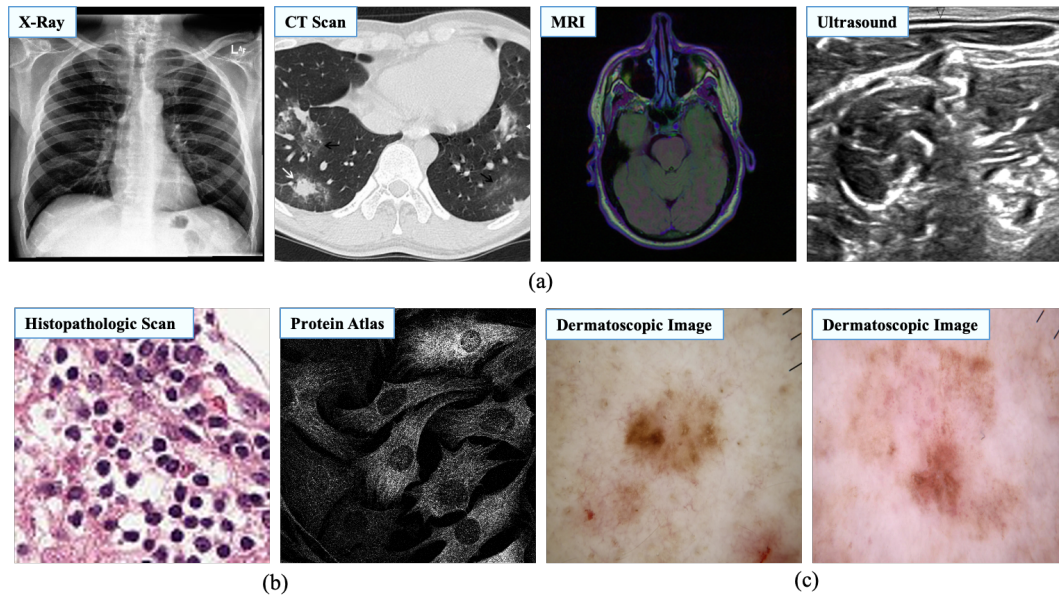 X-Ray
CT Scan
MRI
Ultrasound
(a)
Histopathologic Scan
Protein Atlas
Dermatoscopic Image
Dermatoscopic Image
(b)
(c)